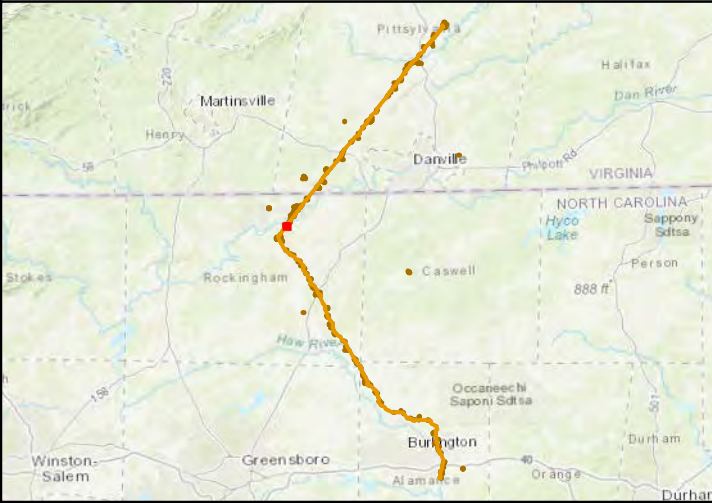 Pittsylvania
Halifax
220
Martinsville
Dan River
Henry
58
Danville
Philpott Rd
VIRGINIA
NORTH CAROLINA
Hyco
Lake
Sappony
Sdtsa
Person
Stokes
Rockingham
Caswell
888 ft
Haw River
158
Occaneechi
Saponi Sdtsa
501
Burlington
Durham
Winston-
Salem
Greensboro
40
Alamance
Orange
Durham